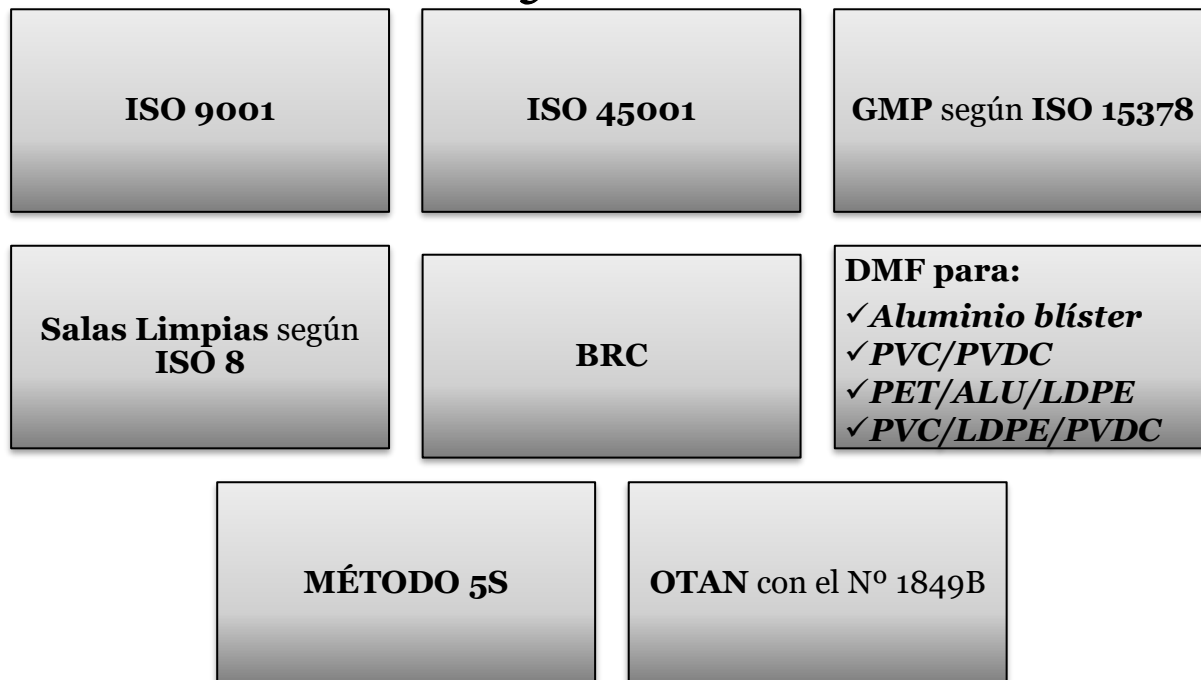 ISO 9001
ISO 45001
GMP según ISO 15378
Salas Limpias según
ISO 8
BRC
DMF para:
✓Aluminio blíster
✓PVC/PVDC
✓PET/ALU/LDPE
✓PVC/LDPE/PVDC
MÉTODO 5S
OTAN con el Nº 1849B